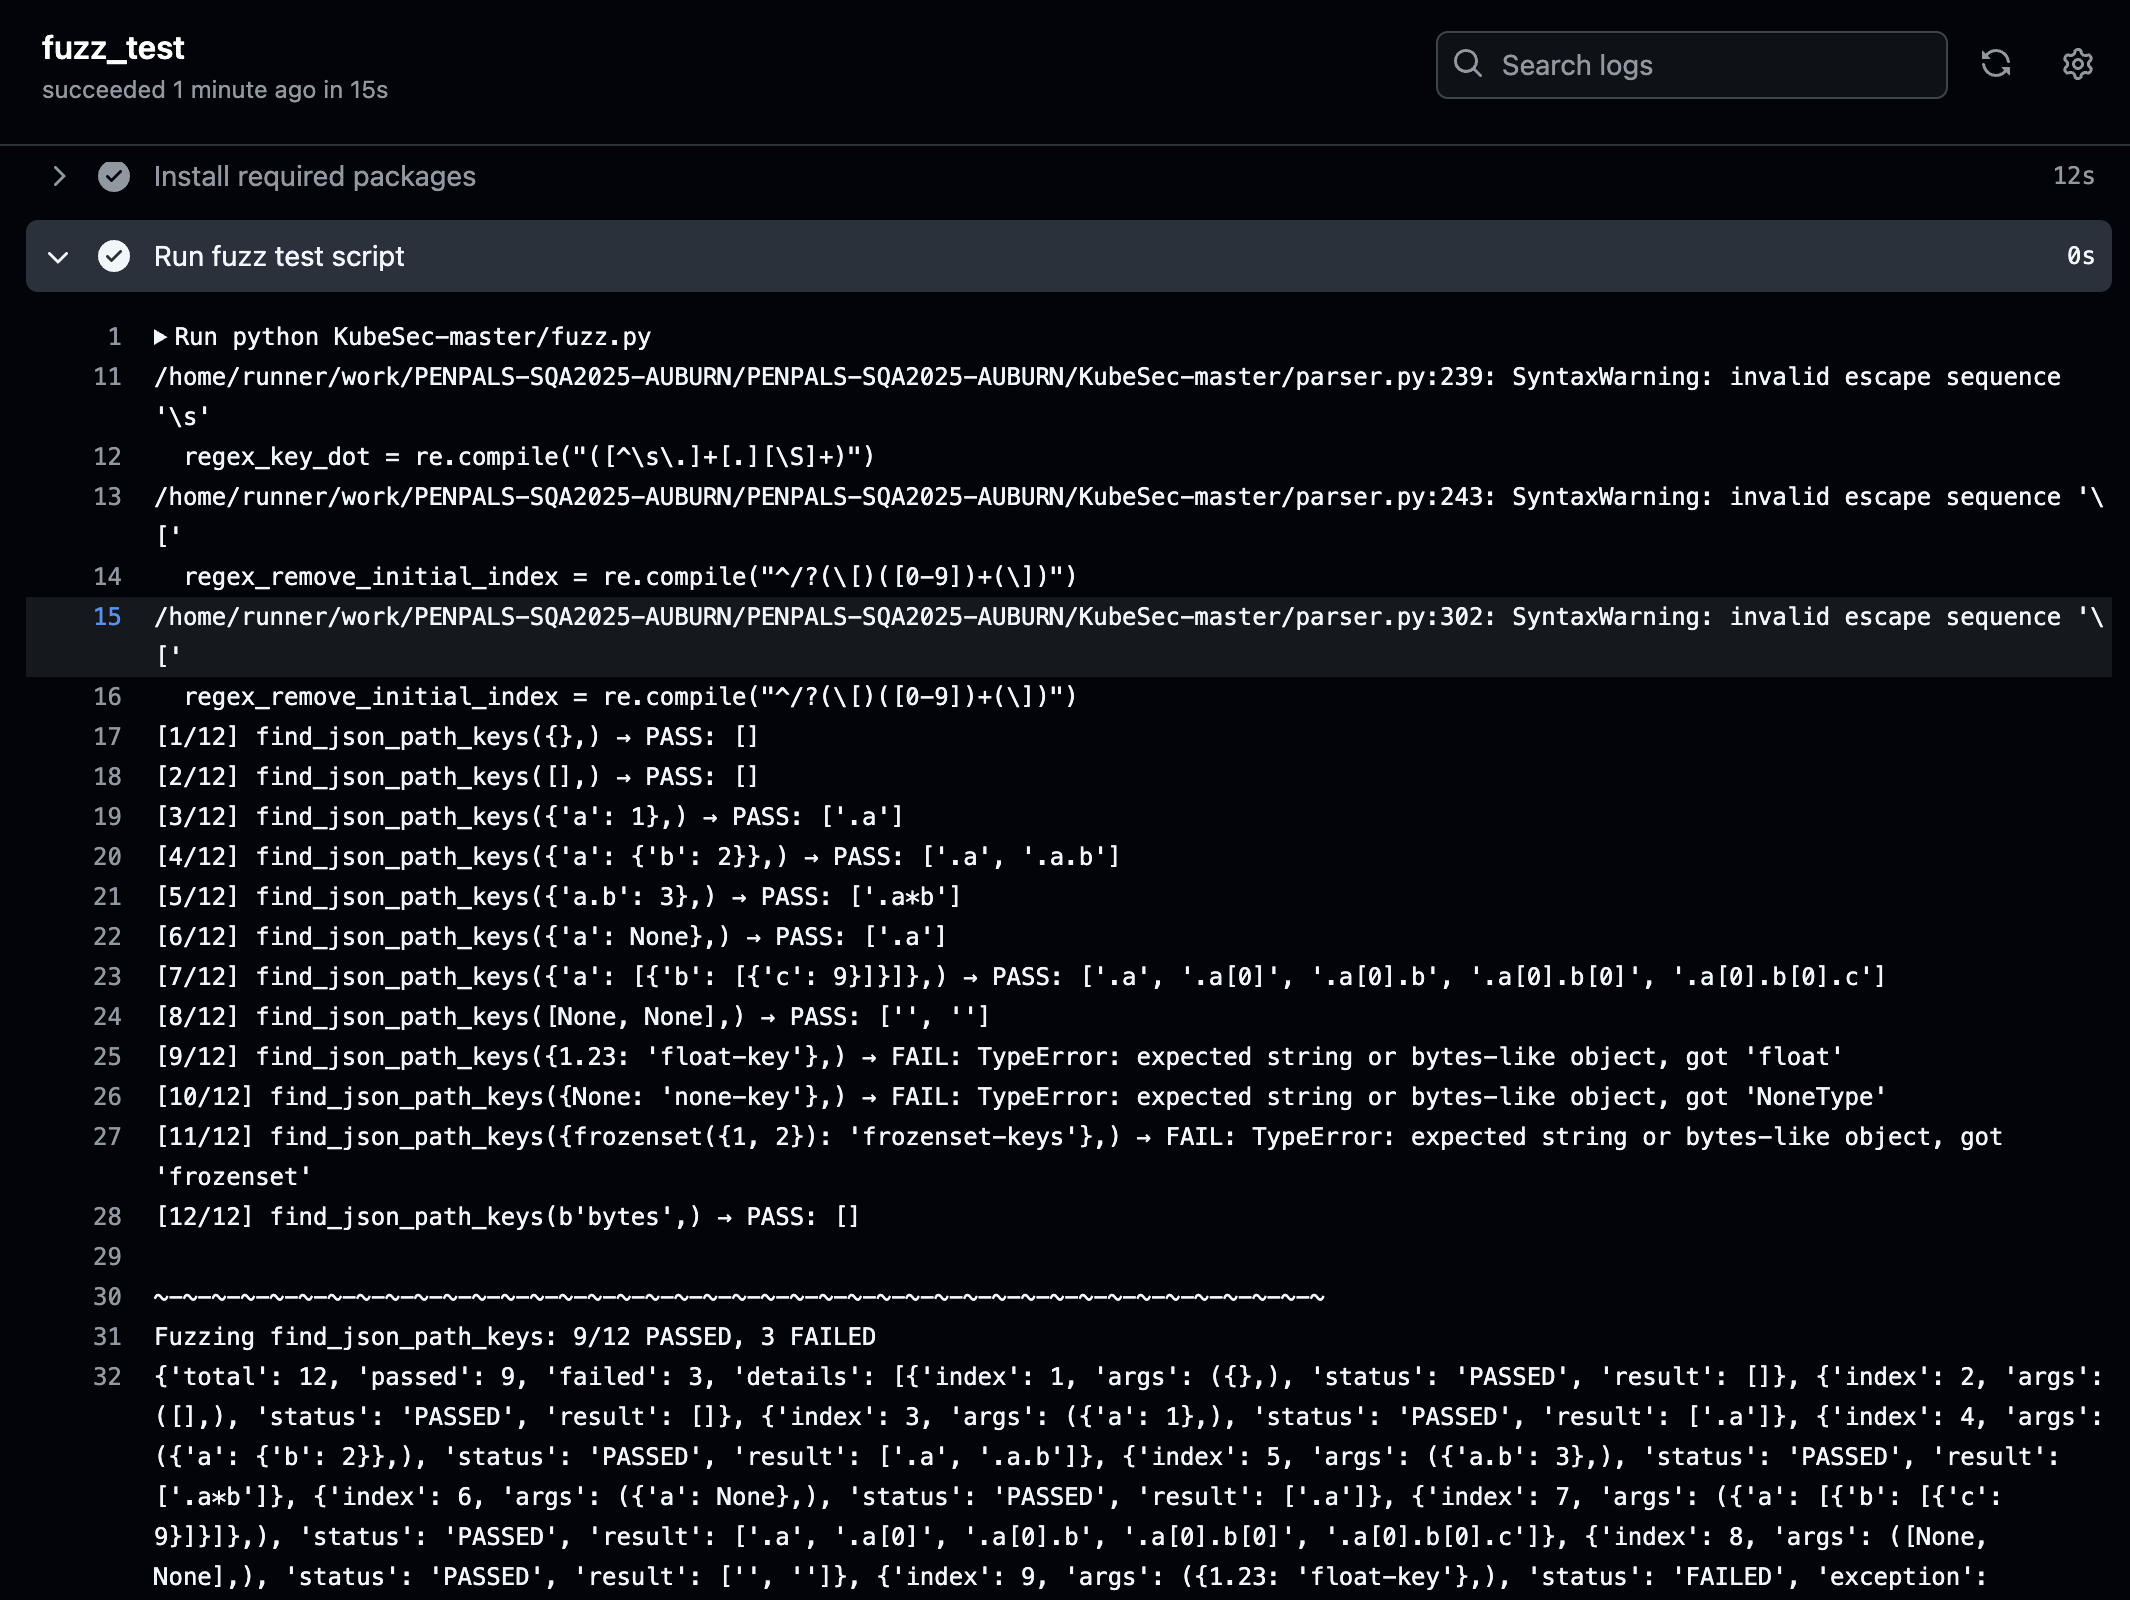 fuzz_test
succeeded 1 minute ago in 15s
Search logs
Install required packages 12s
Run fuzz test script 0s
1 Run python KubeSec-master/fuzz.py
11 /home/runner/work/PENPALS-SQA2025-AUBURN/PENPALS-SQA2025-AUBURN/KubeSec-master/parser.py:239: SyntaxWarning: invalid escape sequence
'\s'
12 regex_key_dot = re.compile("([^\s\.]+[.][\S]+)")
13 /home/runner/work/PENPALS-SQA2025-AUBURN/PENPALS-SQA2025-AUBURN/KubeSec-master/parser.py:243: SyntaxWarning: invalid escape sequence '\
['
14 regex_remove_initial_index = re.compile("^/?(\[)([0-9])+(\])")
15 /home/runner/work/PENPALS-SQA2025-AUBURN/PENPALS-SQA2025-AUBURN/KubeSec-master/parser.py:302: SyntaxWarning: invalid escape sequence '\
['
16 regex_remove_initial_index = re.compile("^/?(\[)([0-9])+(\])")
17 [1/12] find_json_path_keys({},) → PASS: []
18 [2/12] find_json_path_keys([],) → PASS: []
19 [3/12] find_json_path_keys({'a': 1},) → PASS: ['.a']
20 [4/12] find_json_path_keys({'a': {'b': 2}},) → PASS: ['.a', '.a.b']
21 [5/12] find_json_path_keys({'a.b': 3},) → PASS: ['.a*b']
22 [6/12] find_json_path_keys({'a': None},) → PASS: ['.a']
23 [7/12] find_json_path_keys({'a': [{'b': [{'c': 9}]}]},) → PASS: ['.a', '.a[0]', '.a[0].b', '.a[0].b[0]', '.a[0].b[0].c']
24 [8/12] find_json_path_keys([None, None],) → PASS: ['', '']
25 [9/12] find_json_path_keys({1.23: 'float-key'},) → FAIL: TypeError: expected string or bytes-like object, got 'float'
26 [10/12] find_json_path_keys({None: 'none-key'},) → FAIL: TypeError: expected string or bytes-like object, got 'NoneType'
27 [11/12] find_json_path_keys({frozenset({1, 2}): 'frozenset-keys'},) → FAIL: TypeError: expected string or bytes-like object, got
'frozenset'
28 [12/12] find_json_path_keys(b'bytes',) → PASS: []
29
30 ~-~-~-~-~-~-~-~-~-~-~-~-~-~-~-~-~-~-~-~-~-~-~-~-~-~-~-~-~-~-~-~-~-~-~-~-~-~-~-~-~-~
31 Fuzzing find_json_path_keys: 9/12 PASSED, 3 FAILED
32 {'total': 12, 'passed': 9, 'failed': 3, 'details': [{'index': 1, 'args': ({},), 'status': 'PASSED', 'result': []}, {'index': 2, 'args':
([],), 'status': 'PASSED', 'result': []}, {'index': 3, 'args': ({'a': 1},), 'status': 'PASSED', 'result': ['.a']}, {'index': 4, 'args':
({'a': {'b': 2}},), 'status': 'PASSED', 'result': ['.a', '.a.b']}, {'index': 5, 'args': ({'a.b': 3},), 'status': 'PASSED', 'result':
['.a*b']}, {'index': 6, 'args': ({'a': None},), 'status': 'PASSED', 'result': ['.a']}, {'index': 7, 'args': ({'a': [{'b': [{'c':
9}]}]},), 'status': 'PASSED', 'result': ['.a', '.a[0]', '.a[0].b', '.a[0].b[0]', '.a[0].b[0].c']}, {'index': 8, 'args': ([None,
None],), 'status': 'PASSED', 'result': ['', '']}, {'index': 9, 'args': ({1.23: 'float-key'},), 'status': 'FAILED', 'exception':